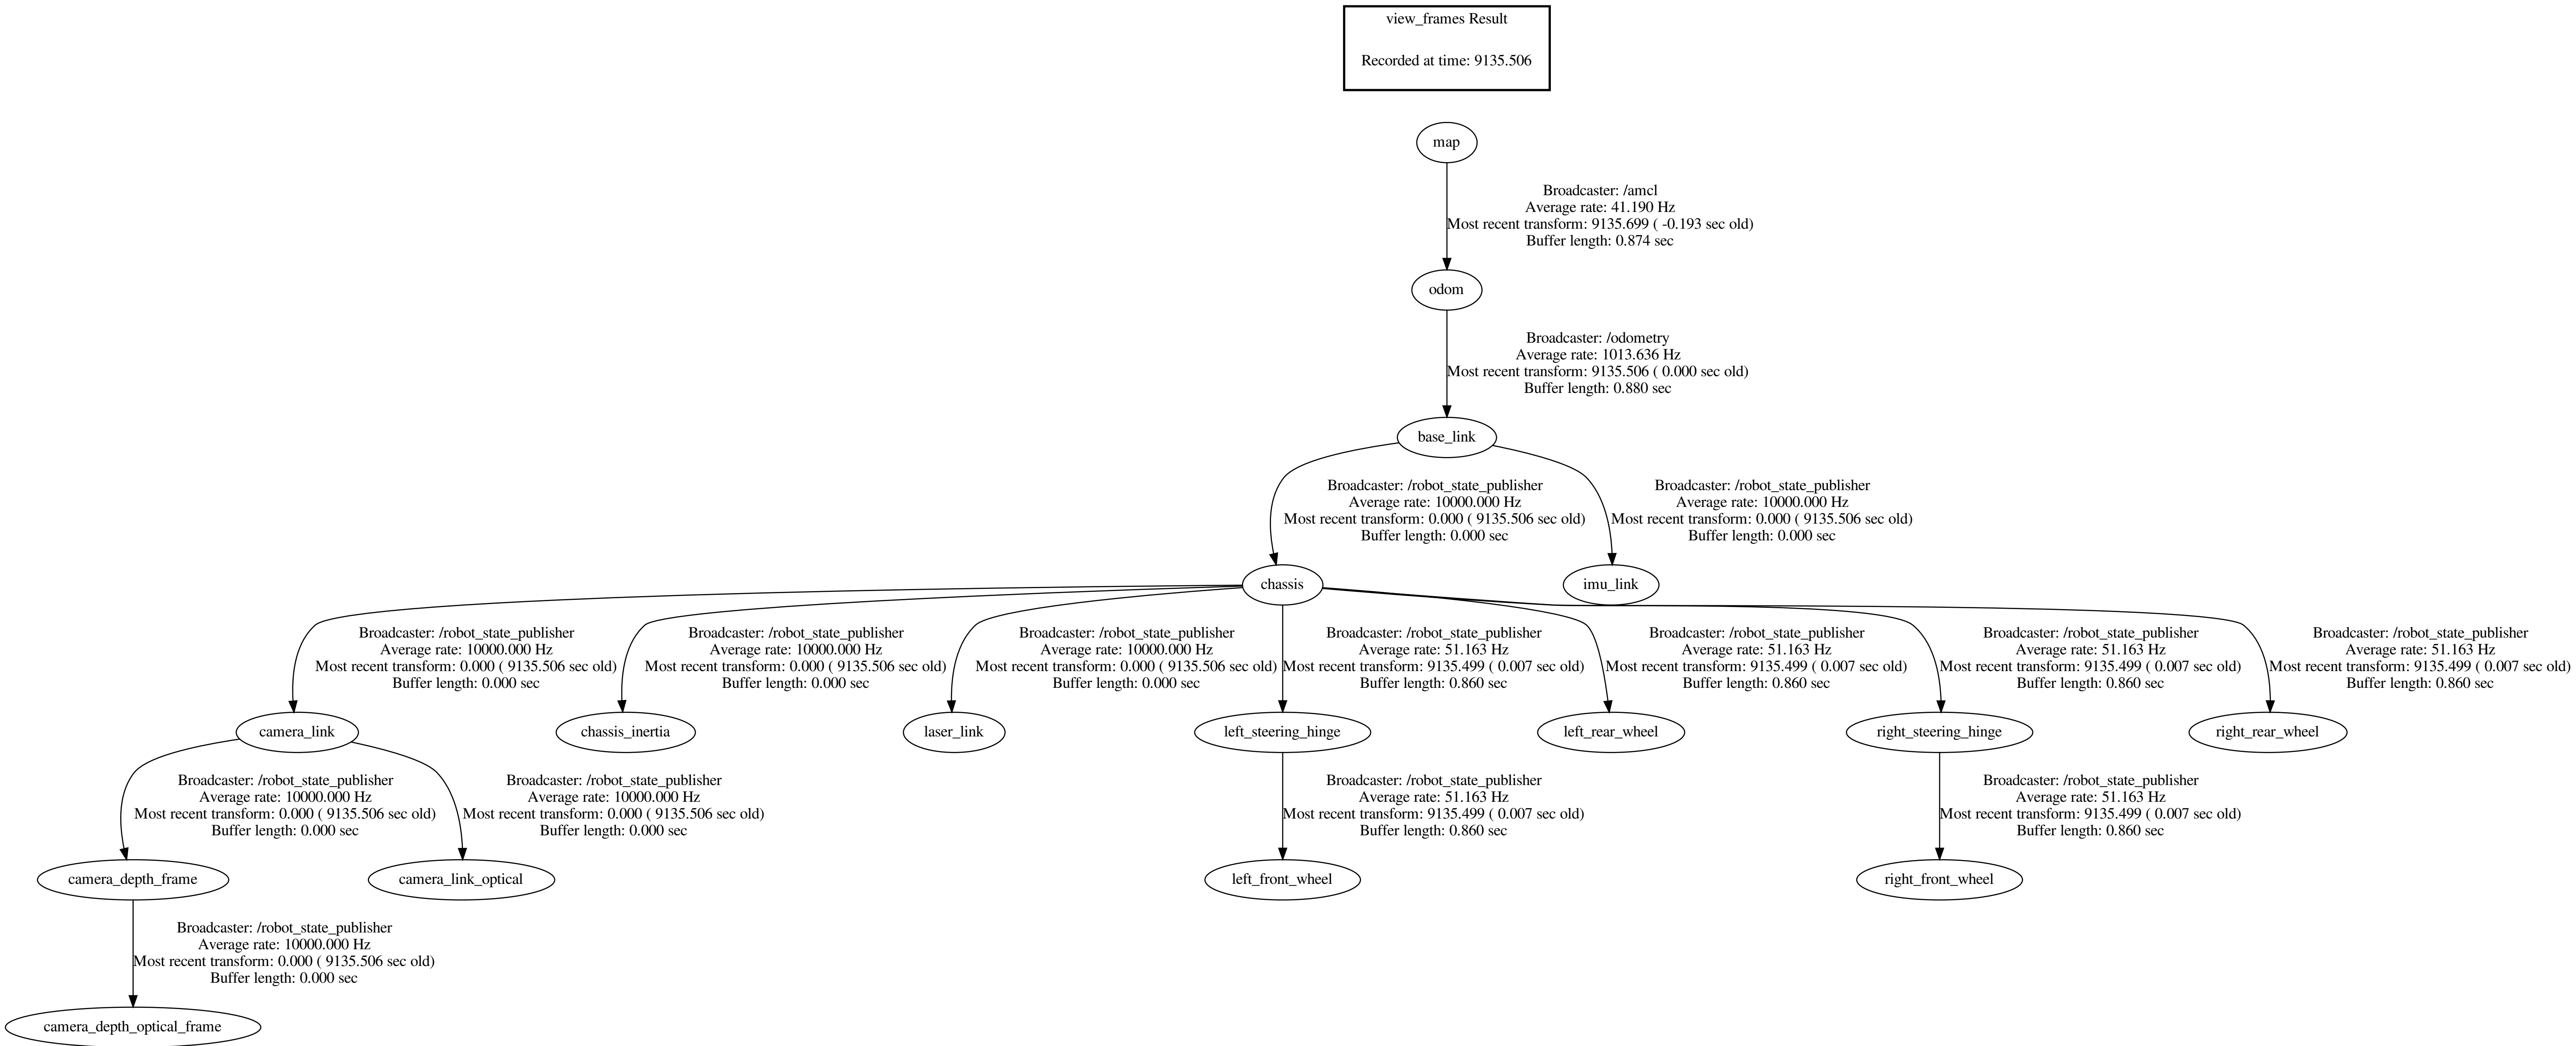 view_frames Result
Recorded at time: 9135.506
map
Broadcaster: /amcl
Average rate: 41.190 Hz
Most recent transform: 9135.699 ( -0.193 sec old)
Buffer length: 0.874 sec
odom
Broadcaster: /odometry
Average rate: 1013.636 Hz
Most recent transform: 9135.506 ( 0.000 sec old)
Buffer length: 0.880 sec
base_link
Broadcaster: /robot_state_publisher
Average rate: 10000.000 Hz
Most recent transform: 0.000 ( 9135.506 sec old)
Buffer length: 0.000 sec
Broadcaster: /robot_state_publisher
Average rate: 10000.000 Hz
Most recent transform: 0.000 ( 9135.506 sec old)
Buffer length: 0.000 sec
chassis
imu_link
Broadcaster: /robot_state_publisher
Average rate: 10000.000 Hz
Most recent transform: 0.000 ( 9135.506 sec old)
Buffer length: 0.000 sec
Broadcaster: /robot_state_publisher
Average rate: 10000.000 Hz
Most recent transform: 0.000 ( 9135.506 sec old)
Buffer length: 0.000 sec
Broadcaster: /robot_state_publisher
Average rate: 10000.000 Hz
Most recent transform: 0.000 ( 9135.506 sec old)
Buffer length: 0.000 sec
Broadcaster: /robot_state_publisher
Average rate: 51.163 Hz
Most recent transform: 9135.499 ( 0.007 sec old)
Buffer length: 0.860 sec
Broadcaster: /robot_state_publisher
Average rate: 51.163 Hz
Most recent transform: 9135.499 ( 0.007 sec old)
Buffer length: 0.860 sec
Broadcaster: /robot_state_publisher
Average rate: 51.163 Hz
Most recent transform: 9135.499 ( 0.007 sec old)
Buffer length: 0.860 sec
Broadcaster: /robot_state_publisher
Average rate: 51.163 Hz
Most recent transform: 9135.499 ( 0.007 sec old)
Buffer length: 0.860 sec
camera_link
chassis_inertia
laser_link
left_steering_hinge
left_rear_wheel
right_steering_hinge
right_rear_wheel
Broadcaster: /robot_state_publisher
Average rate: 10000.000 Hz
Most recent transform: 0.000 ( 9135.506 sec old)
Buffer length: 0.000 sec
Broadcaster: /robot_state_publisher
Average rate: 10000.000 Hz
Most recent transform: 0.000 ( 9135.506 sec old)
Buffer length: 0.000 sec
Broadcaster: /robot_state_publisher
Average rate: 51.163 Hz
Most recent transform: 9135.499 ( 0.007 sec old)
Buffer length: 0.860 sec
Broadcaster: /robot_state_publisher
Average rate: 51.163 Hz
Most recent transform: 9135.499 ( 0.007 sec old)
Buffer length: 0.860 sec
camera_depth_frame
camera_link_optical
left_front_wheel
right_front_wheel
Broadcaster: /robot_state_publisher
Average rate: 10000.000 Hz
Most recent transform: 0.000 ( 9135.506 sec old)
Buffer length: 0.000 sec
camera_depth_optical_frame